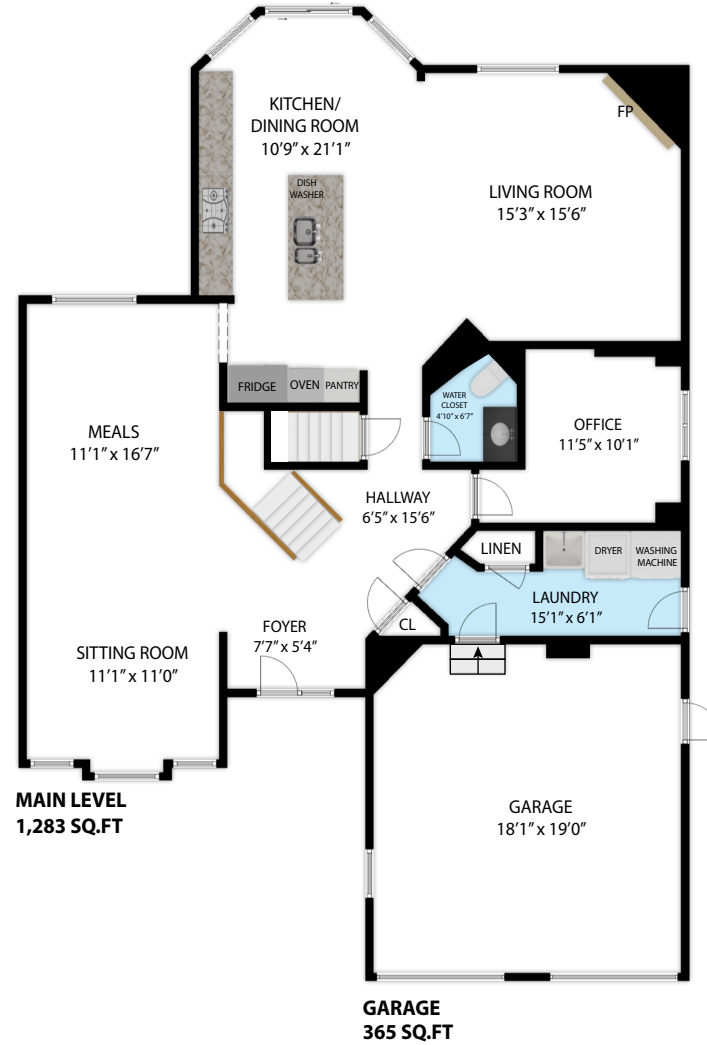 KITCHEN/
DINING ROOM
10'9" x 21'1"
FP
DISH
WASHER
LIVING ROOM
15'3" x 15'6"
FRIDGE
OVEN
PANTRY
WATER
CLOSET
4'10" x 6'7"
MEALS
11'1" x 16'7"
OFFICE
11'5" x 10'1"
HALLWAY
6'5" x 15'6"
LINEN
DRYER
WASHING
MACHINE
LAUNDRY
15'1" x 6'1"
CL
FOYER
7'7" x 5'4"
SITTING ROOM
11'1" x 11'0"
MAIN LEVEL
1,283 SQ.FT
GARAGE
18'1" x 19'0"
GARAGE
365 SQ.FT